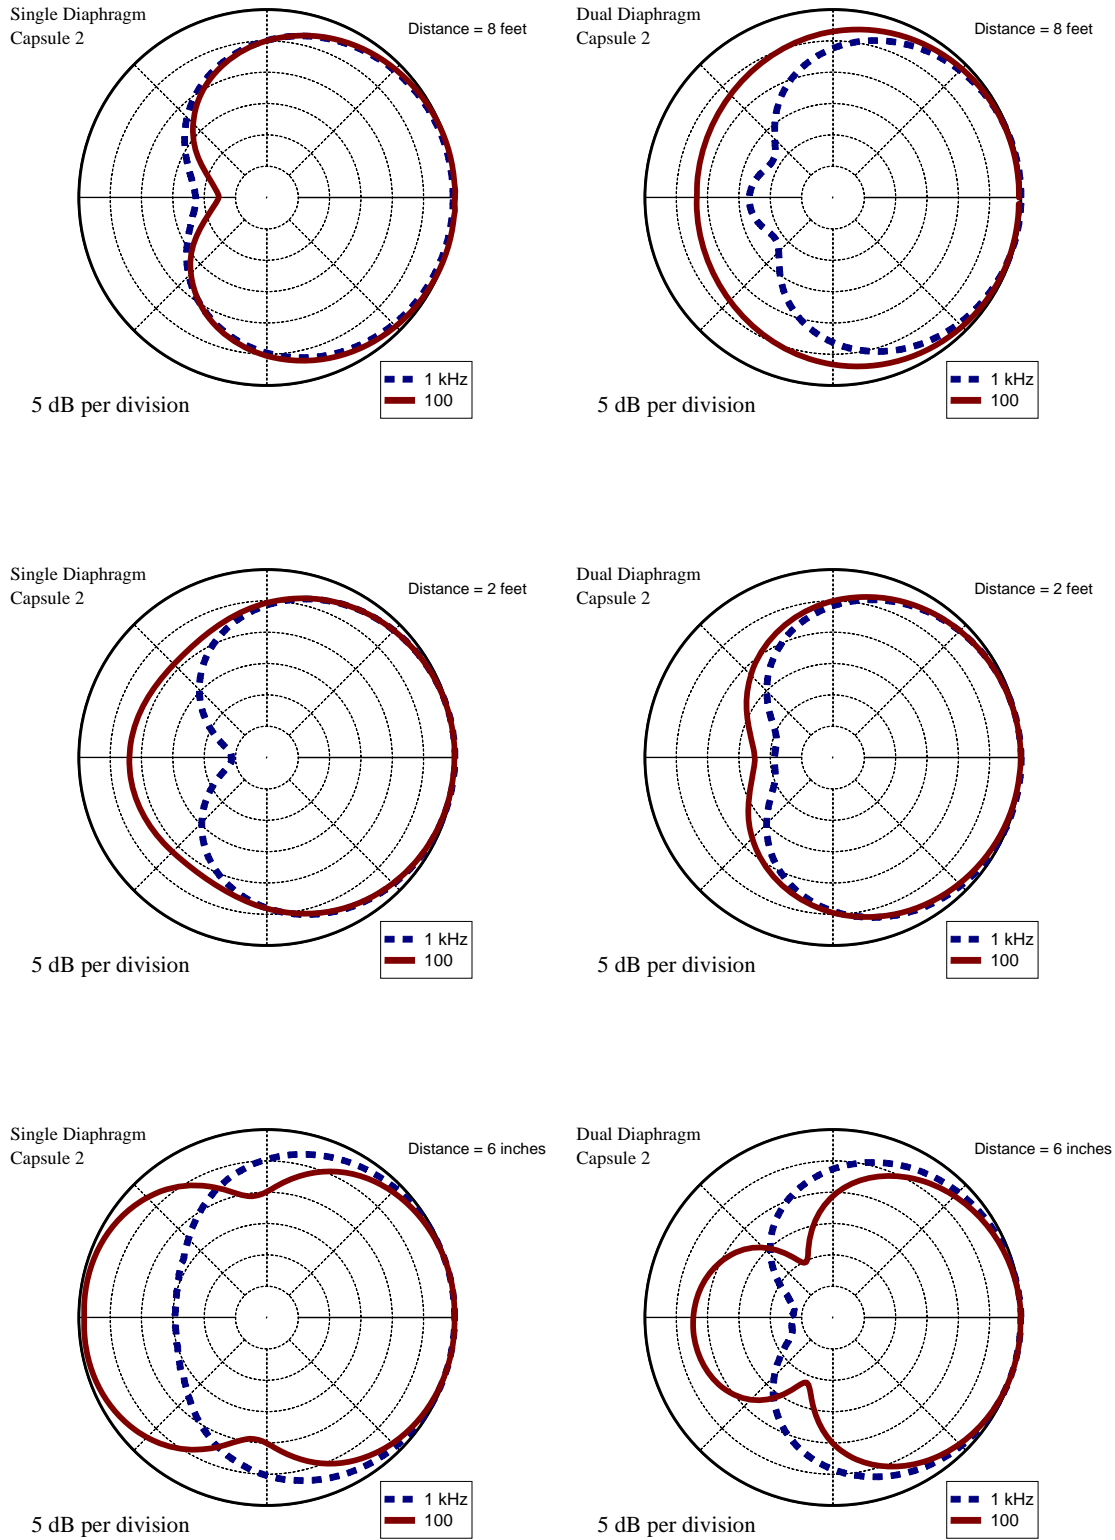 Single Diaphragm
Capsule 2
Distance = 8 feet
1 kHz
100
5 dB per division
Dual Diaphragm
Capsule 2
Distance = 8 feet
1 kHz
100
5 dB per division
Single Diaphragm
Capsule 2
Distance = 2 feet
1 kHz
100
5 dB per division
Dual Diaphragm
Capsule 2
Distance = 2 feet
1 kHz
100
5 dB per division
Single Diaphragm
Capsule 2
Distance = 6 inches
1 kHz
100
5 dB per division
Dual Diaphragm
Capsule 2
Distance = 6 inches
1 kHz
100
5 dB per division